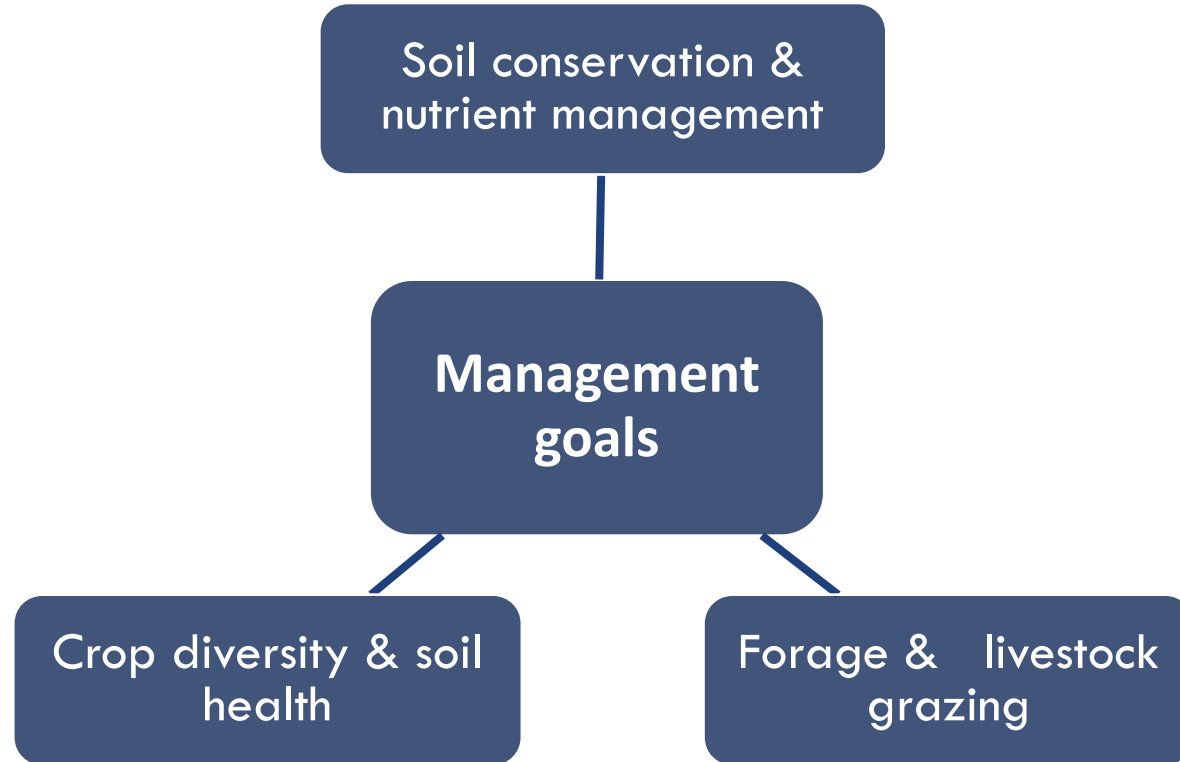 Soil conservation &
nutrient management
Management
goals
Crop diversity & soil
health
Forage & livestock
grazing